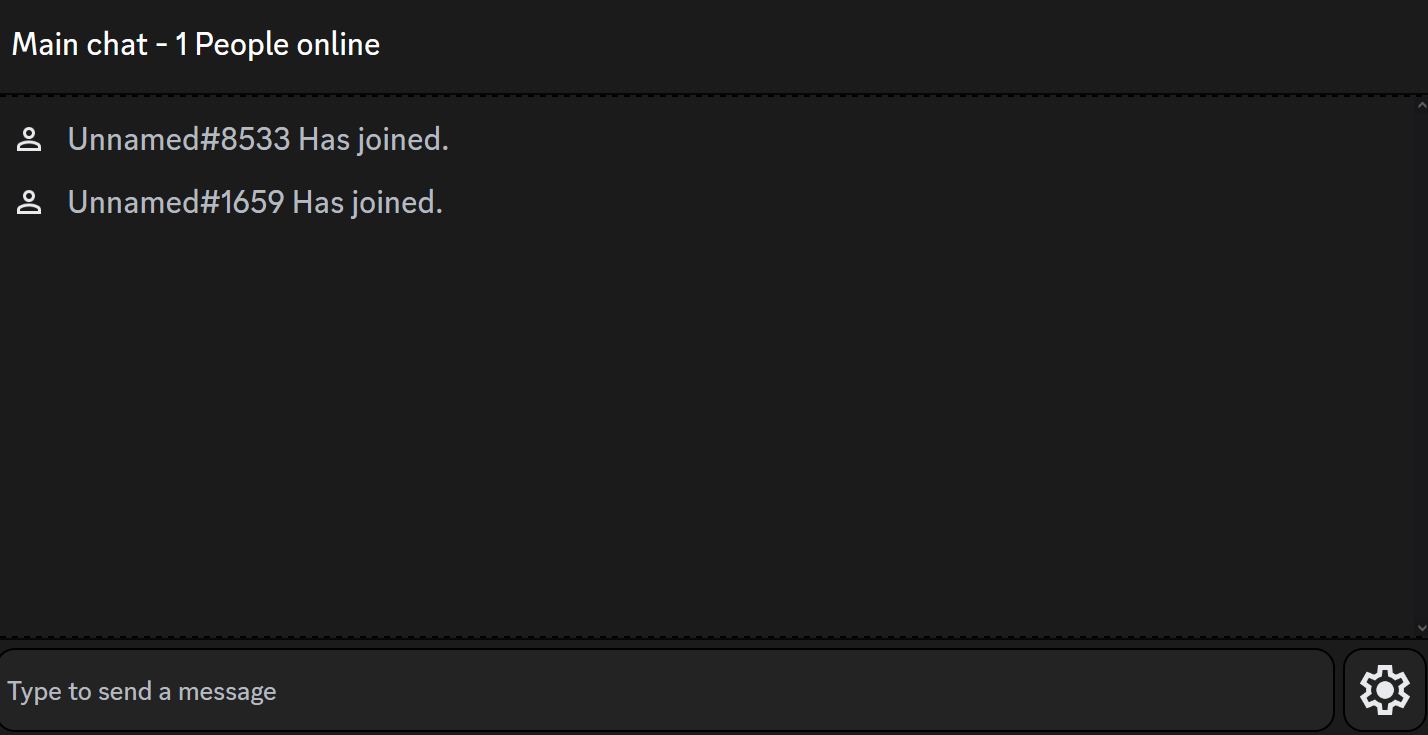 Main chat - 1 People online
Unnamed#8533 Has joined.
Unnamed#1659 Has joined.
Type to send a message